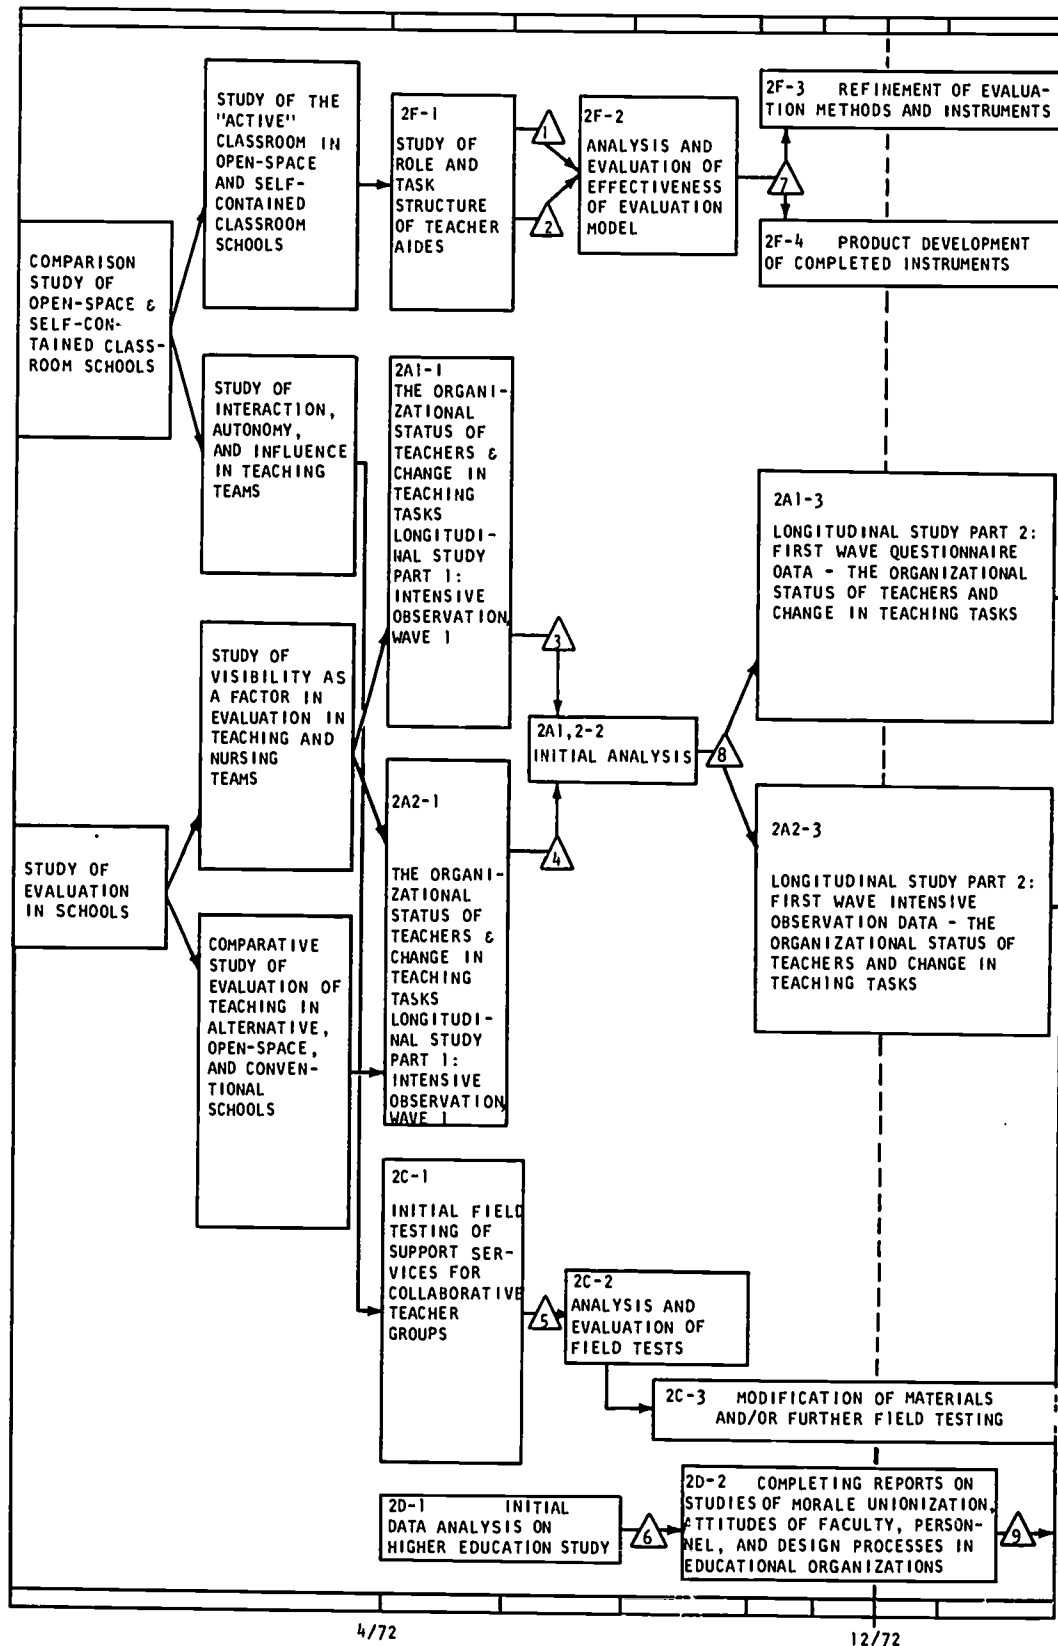 COMPARISON
STUDY OF
OPEN-SPACE &
SELF-CON-
TAINED CLASS-
ROOM SCHOOLS
STUDY OF
EVALUATION
IN SCHOOLS
STUDY OF THE
"ACTIVE"
CLASSROOM IN
OPEN-SPACE
AND SELF-
CONTAINED
CLASSROOM
SCHOOLS
STUDY OF
INTERACTION,
AUTONOMY,
AND INFLUENCE
IN TEACHING
TEAMS
STUDY OF
VISIBILITY AS
A FACTOR IN
EVALUATION IN
TEACHING AND
NURSING
TEAMS
COMPARATIVE
STUDY OF
EVALUATION OF
TEACHING IN
ALTERNATIVE,
OPEN-SPACE,
AND CONVEN-
TIONAL
SCHOOLS
2F-1
STUDY OF
ROLE AND
TASK
STRUCTURE
OF TEACHER
AIDES
1
2
2F-2
ANALYSIS AND
EVALUATION OF
EFFECTIVENESS
OF EVALUATION
MODEL
7
2F-3 REFINEMENT OF EVALUA-
TION METHODS AND INSTRUMENTS
2F-4 PRODUCT DEVELOPMENT
OF COMPLETED INSTRUMENTS
2A1-1
THE ORGANI-
ZATIONAL
STATUS OF
TEACHERS &
CHANGE IN
TEACHING
TASKS
LONGITUDI-
NAL STUDY
PART 1:
INTENSIVE
OBSERVATION,
WAVE 1
3
2A2-1
THE ORGANI-
ZATIONAL
STATUS OF
TEACHERS &
CHANGE IN
TEACHING
TASKS
LONGITUDI-
NAL STUDY
PART 1:
INTENSIVE
OBSERVATION,
WAVE 1
4
2A1,2-2
INITIAL ANALYSIS
8
2A1-3
LONGITUDINAL STUDY PART 2:
FIRST WAVE QUESTIONNAIRE
DATA - THE ORGANIZATIONAL
STATUS OF TEACHERS AND
CHANGE IN TEACHING TASKS
2A2-3
LONGITUDINAL STUDY PART 2:
FIRST WAVE INTENSIVE
OBSERVATION DATA - THE
ORGANIZATIONAL STATUS OF
TEACHERS AND CHANGE IN
TEACHING TASKS
2C-1
INITIAL FIELD
TESTING OF
SUPPORT SER-
VICES FOR
COLLABORATIVE
TEACHER
GROUPS
5
2C-2
ANALYSIS AND
EVALUATION OF
FIELD TESTS
2C-3 MODIFICATION OF MATERIALS
AND/OR FURTHER FIELD TESTING
2D-1 INITIAL
DATA ANALYSIS ON
HIGHER EDUCATION STUDY
6
2D-2 COMPLETING REPORTS ON
STUDIES OF MORALE UNIONIZATION,
ATTITUDES OF FACULTY, PERSON-
NEL, AND DESIGN PROCESSES IN
EDUCATIONAL ORGANIZATIONS
9
4/72
12/72